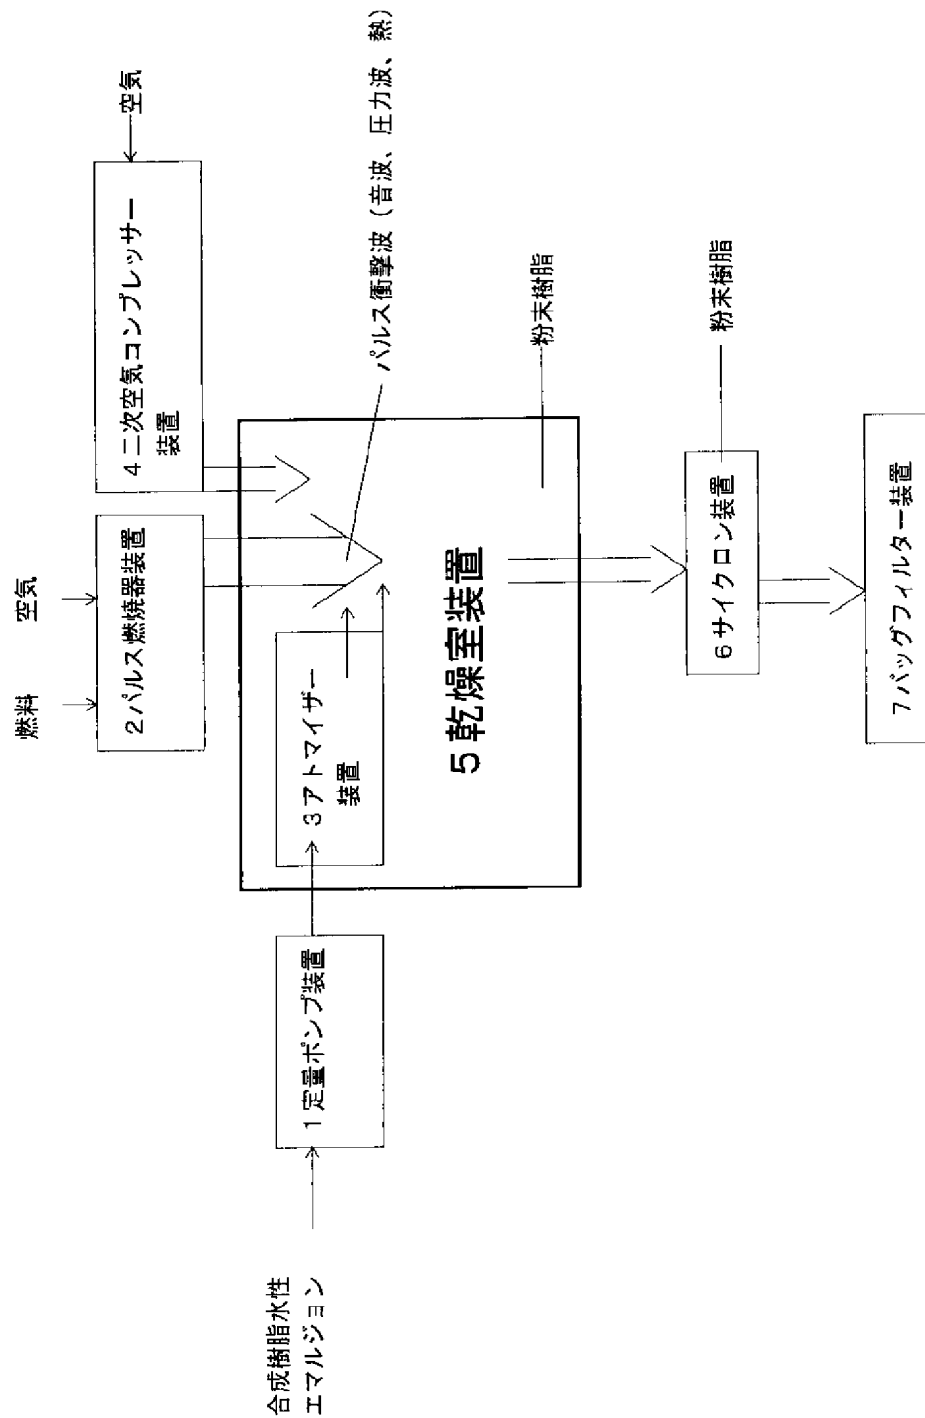 燃料
空気
空気
2パルス燃焼器装置
4二次空気コンプレッサー
装置
合成樹脂水性
エマルジョン
1定量ポンプ装置
3アトマイザー
装置
パルス衝撃波(音波、圧力波、熱)
5乾燥室装置
粉末樹脂
6サイクロン装置
粉末樹脂
7バッグフィルター装置